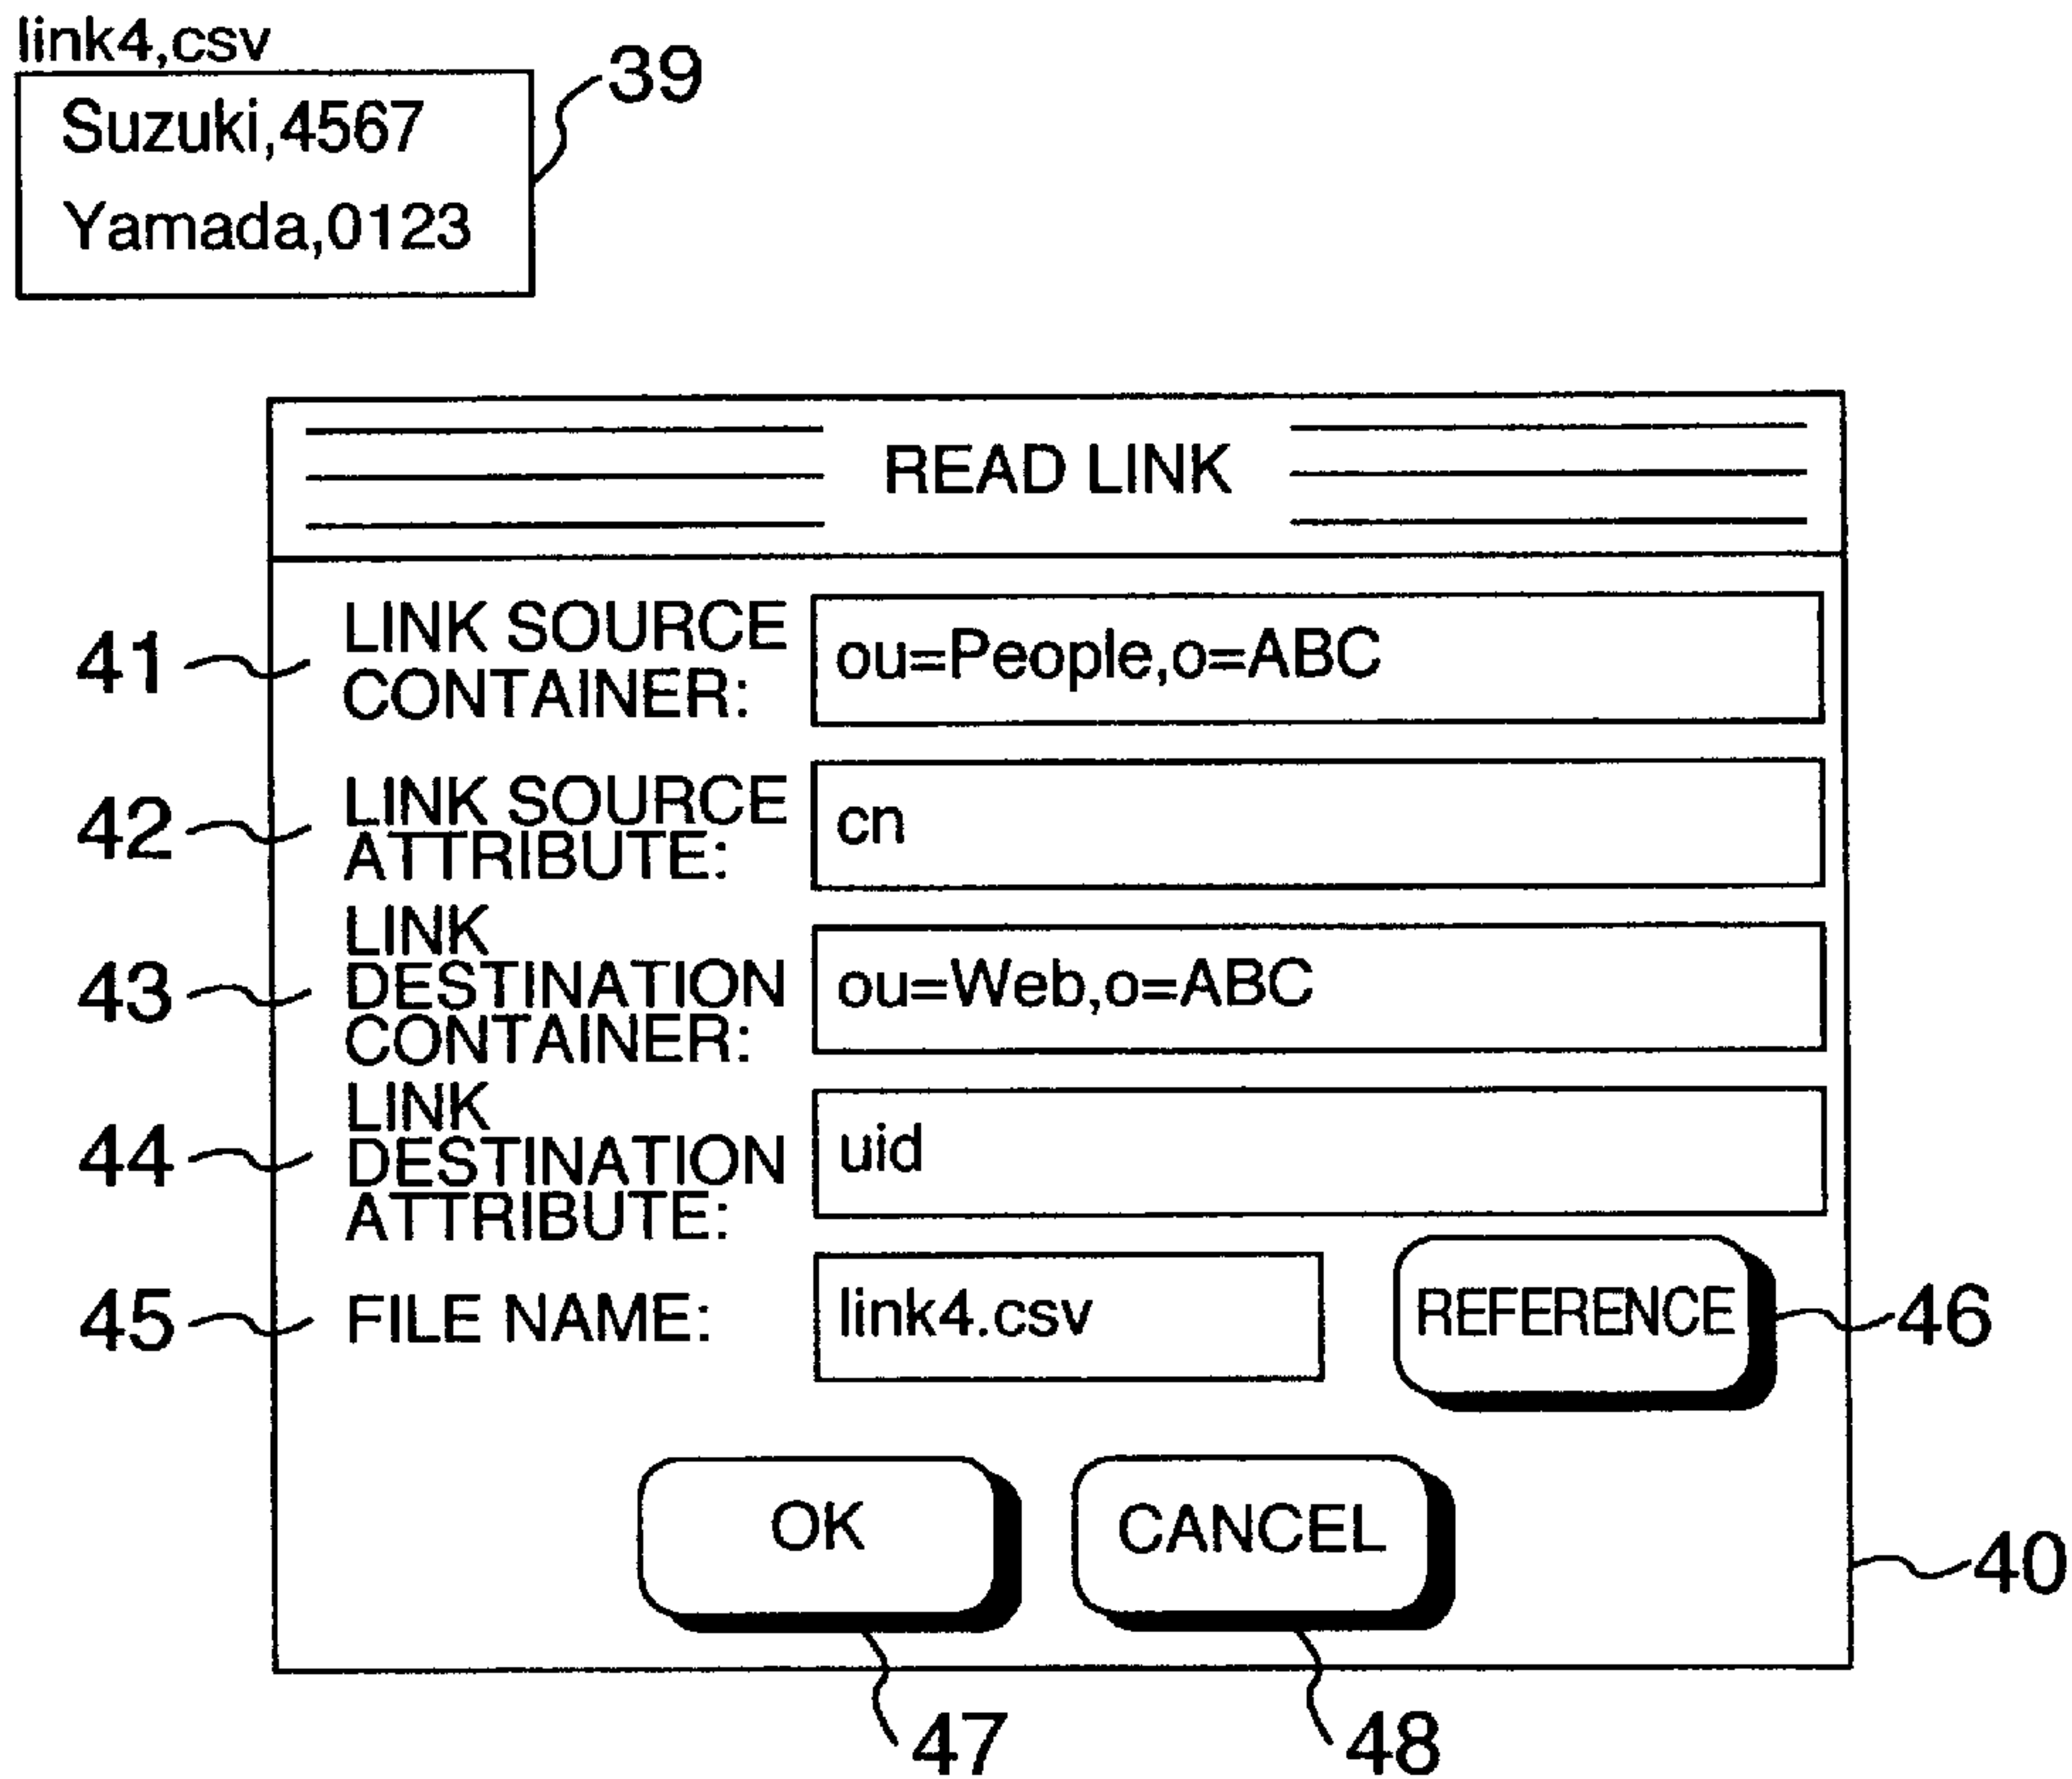 link4,csv
39
Suzuki,4567
Yamada,0123
READ LINK
41
LINK SOURCE
CONTAINER:
ou=People,o=ABC
42
LINK SOURCE
ATTRIBUTE:
cn
43
LINK
DESTINATION
CONTAINER:
ou=Web,o=ABC
44
LINK
DESTINATION
ATTRIBUTE:
uid
45
FILE NAME:
link4.csv
REFERENCE
46
OK
CANCEL
40
47
48